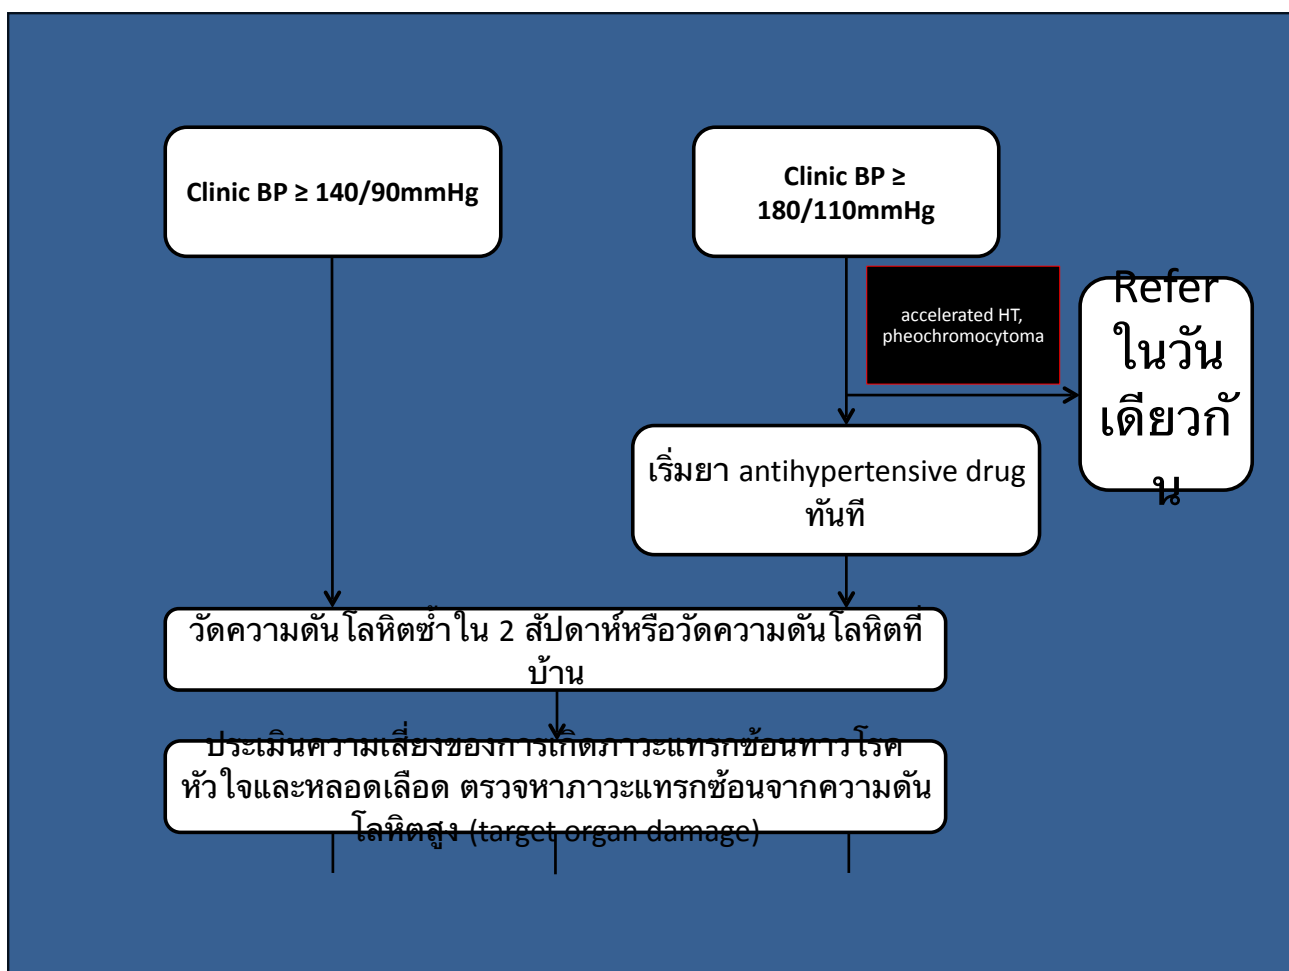 Clinic BP ≥ 140/90mmHg
Clinic BP ≥
180/110mmHg
accelerated HT,
pheochromocytoma
Refer
ในวัน
เดียวกั
น
เริ่มยา antihypertensive drug
ทันที
วัดความดันโลหิตซ้ำใน 2 สัปดาห์หรือวัดความดันโลหิตที่
บ้าน
ประเมินความเสี่ยงของการเกิดภาวะแทรกซ้อนทาวโรค
หัวใจและหลอดเลือด ตรวจหาภาวะแทรกซ้อนจากความดัน
โลหิตสูง (target organ damage)